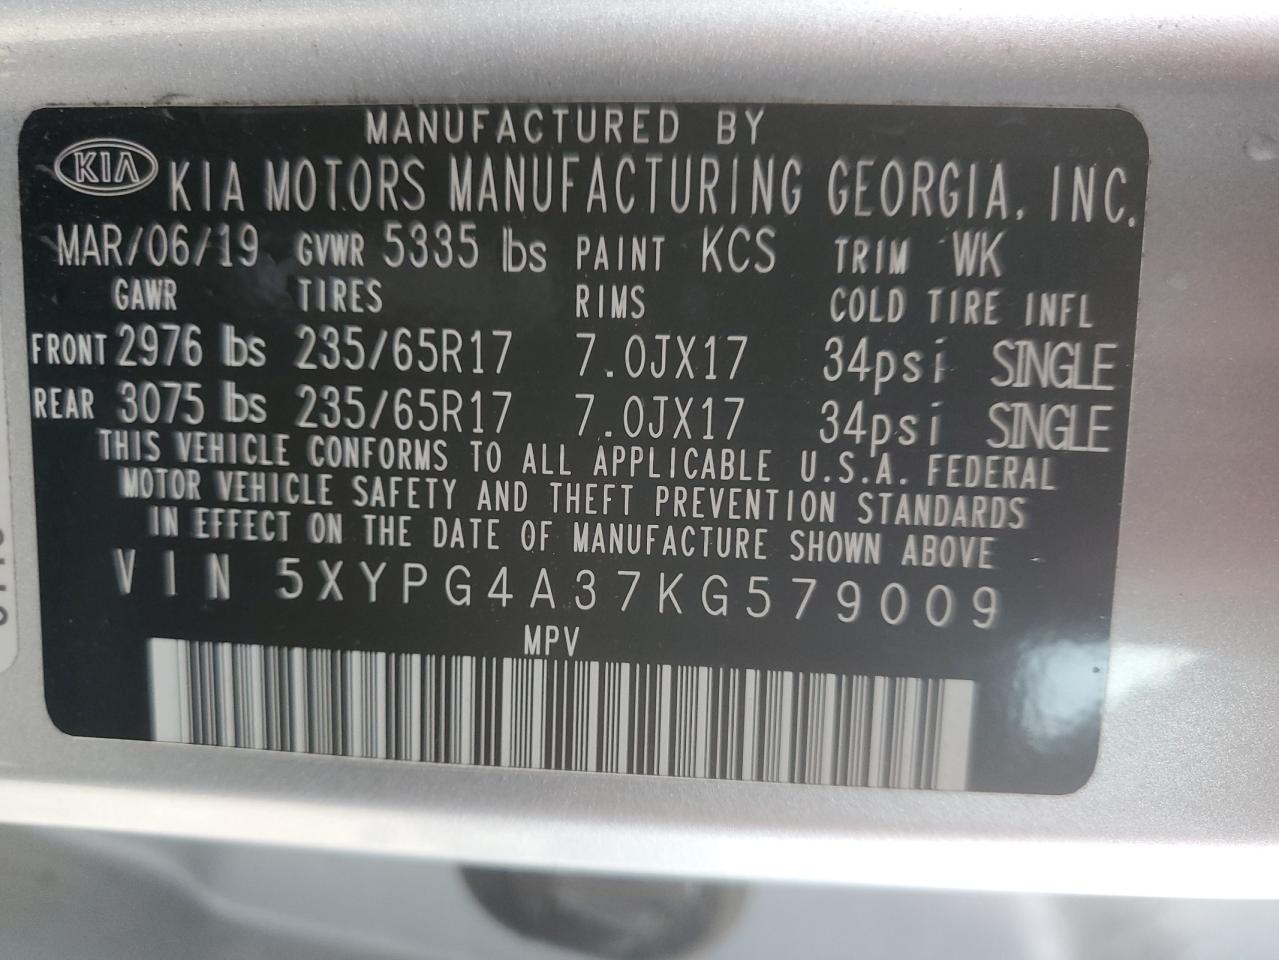 MANUFACTURED BY
KIA KIA MOTORS MANUFACTURING GEORGIA, INC.
MAR/06/19 GVWR 5335 lbs PAINT KCS TRIM WK
GAWR TIRES RIMS COLD TIRE INFL
FRONT 2976 lbs 235/65R17 7.0JX17 34psi SINGLE
REAR 3075 lbs 235/65R17 7.0JX17 34psi SINGLE
THIS VEHICLE CONFORMS TO ALL APPLICABLE U.S.A. FEDERAL
MOTOR VEHICLE SAFETY AND THEFT PREVENTION STANDARDS
IN EFFECT ON THE DATE OF MANUFACTURE SHOWN ABOVE
VIN 5XYPG4A37KG579009
MPV